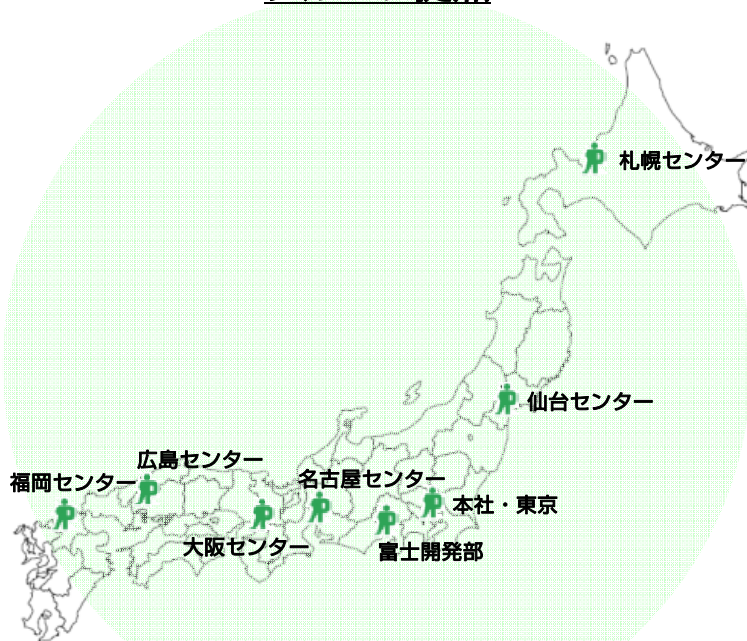 札幌センター
仙台センター
広島センター
福岡センター
名古屋センター
本社・東京
大阪センター
富士開発部